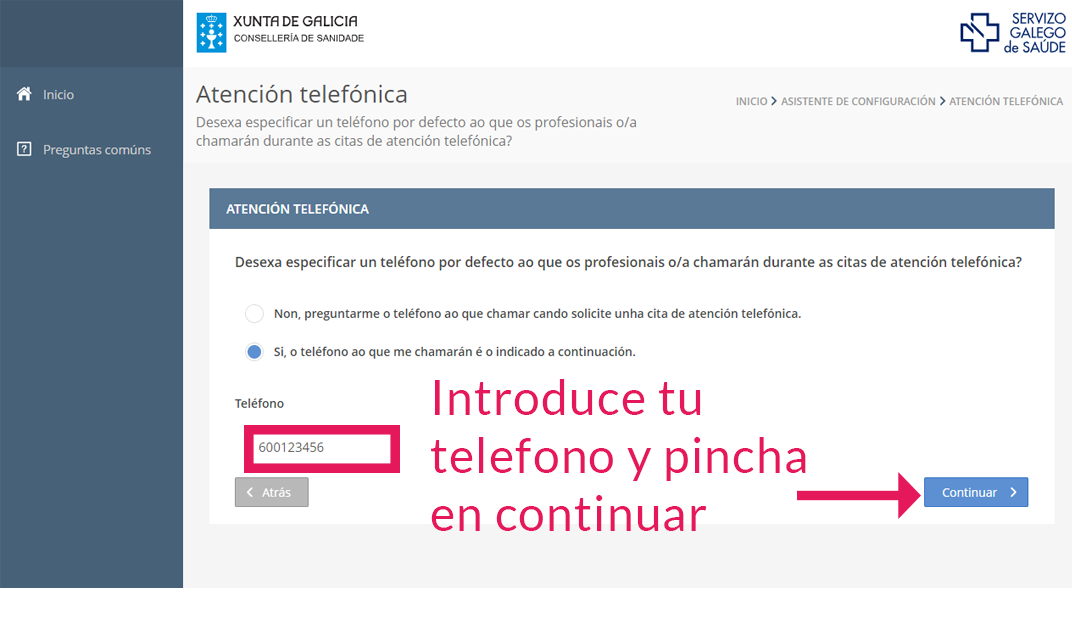 XUNTA DE GALICIA
CONSELLERÍA DE SANIDADE
SERVIZO
GALEGO
de SAÚDE
Inicio
Preguntas comúns
Atención telefónica
Desexa especificar un teléfono por defecto ao que os profesionais o/a
chamarán durante as citas de atención telefónica?
INICIO > ASISTENTE DE CONFIGURACIÓN > ATENCIÓN TELEFÓNICA
ATENCIÓN TELEFÓNICA
Desexa especificar un teléfono por defecto ao que os profesionais o/a chamarán durante as citas de atención telefónica?
Non, preguntarme o teléfono ao que chamar cando solicite unha cita de atención telefónica.
Si, o teléfono ao que me chamarán é o indicado a continuación.
Teléfono
600123456
Introduce tu
telefono y pincha
en continuar
Atrás
Continuar